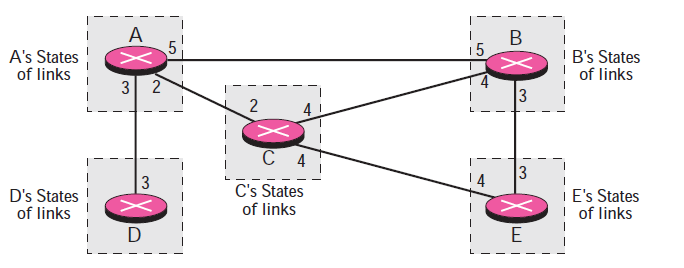 A
5
A's States
of links
3 2
5
B
B's States
of links
4
3
2
4
C
4
C's States
of links
3
D's States
of links
D
3
4
E's States
of links
E